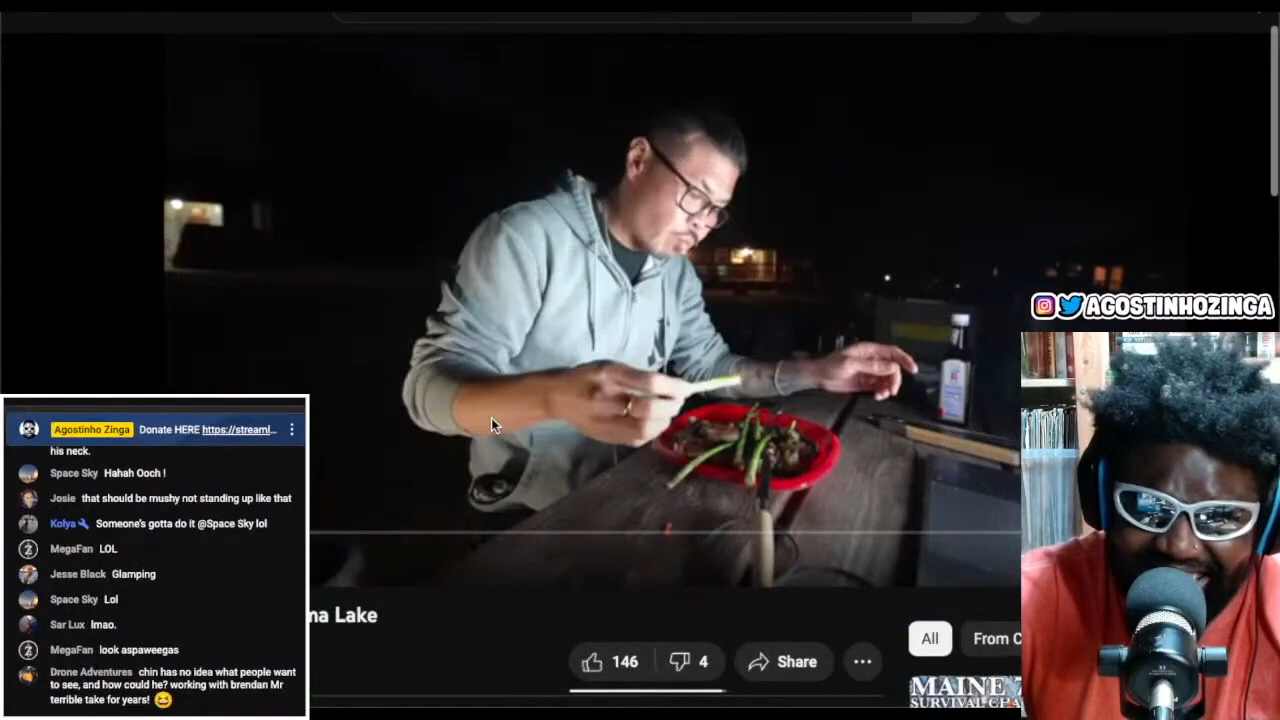 AGOSTINHOZINGA
Agostinho Zinga Donate HERE https://streaml...
his neck.
Space Sky Hahah Ooch !
Josie that should be mushy not standing up like that
Kolya Someone's gotta do it @Space Sky lol
MegaFan LOL
Jesse Black Glamping
Space Sky Lol
Sar Lux lmao.
MegaFan look aspaweegas
Drone Adventures chin has no idea what people want
to see, and how could he? working with brendan Mr
terrible take for years! 😆
ma Lake
146
4
Share
All
From C
MAINE
SURVIVAL CHA